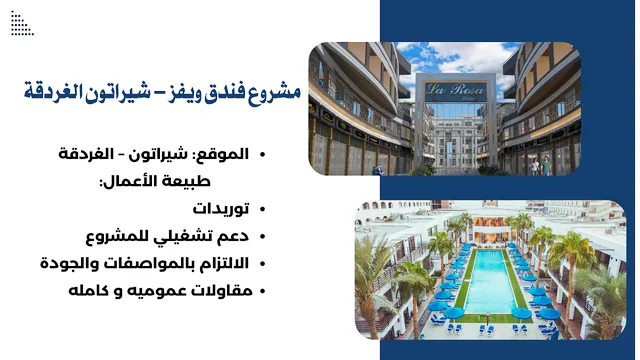 مشروع فندق ويفز – شيراتون الغردقة
الموقع: شيراتون – الغردقة
طبيعة الأعمال:
توريدات
دعم تشغيلي للمشروع
الالتزام بالمواصفات والجودة
مقاولات عموميه و كامله
La Rosa